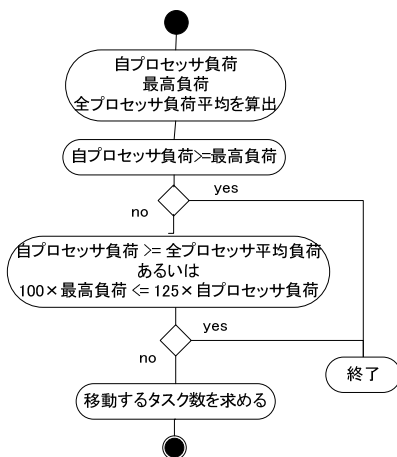 自プロセッサ負荷
最高負荷
全プロセッサ負荷平均を算出
自プロセッサ負荷>=最高負荷
yes
no
自プロセッサ負荷 >= 全プロセッサ平均負荷
あるいは
100×最高負荷 <= 125×自プロセッサ負荷
yes
no
終了
移動するタスク数を求める